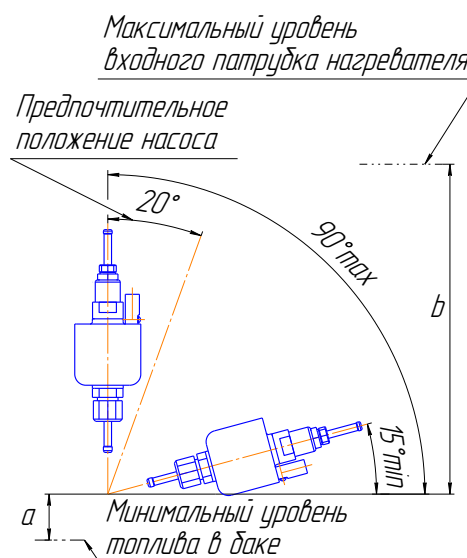 Максимальный уровень
входного патрубка нагревателя
Предпочтительное
положение насоса
20°
90°max
b
15°min
a
Минимальный уровень
топлива в баке